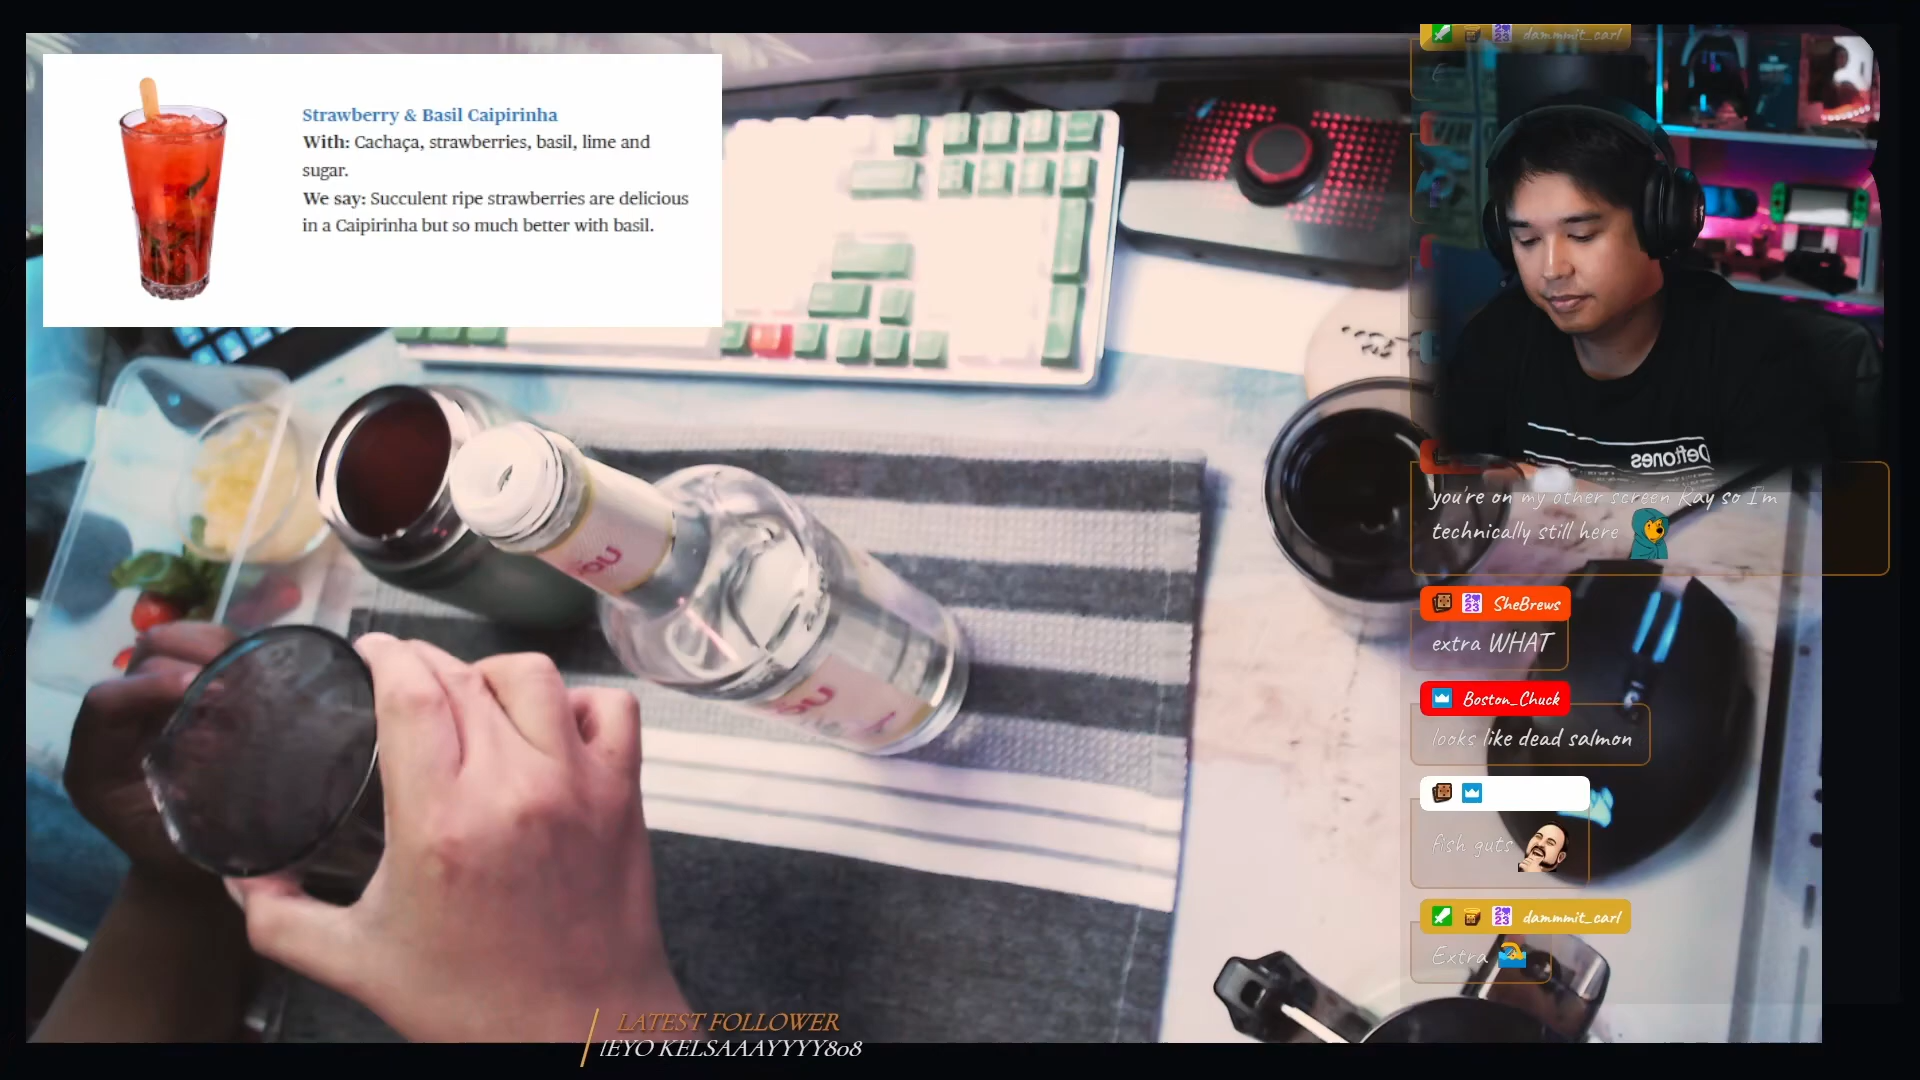 Strawberry & Basil Caipirinha
With: Cachaça, strawberries, basil, lime and
sugar.
We say: Succulent ripe strawberries are delicious
in a Caipirinha but so much better with basil.
dammmit_carl
E
Deftones
you're on my other screen Kay so I'm
technically still here
SheBrews
extra WHAT
Boston_Chuck
looks like dead salmon
fish guts
dammmit_carl
Extra
LATEST FOLLOWER
KELSAAAYYYY808